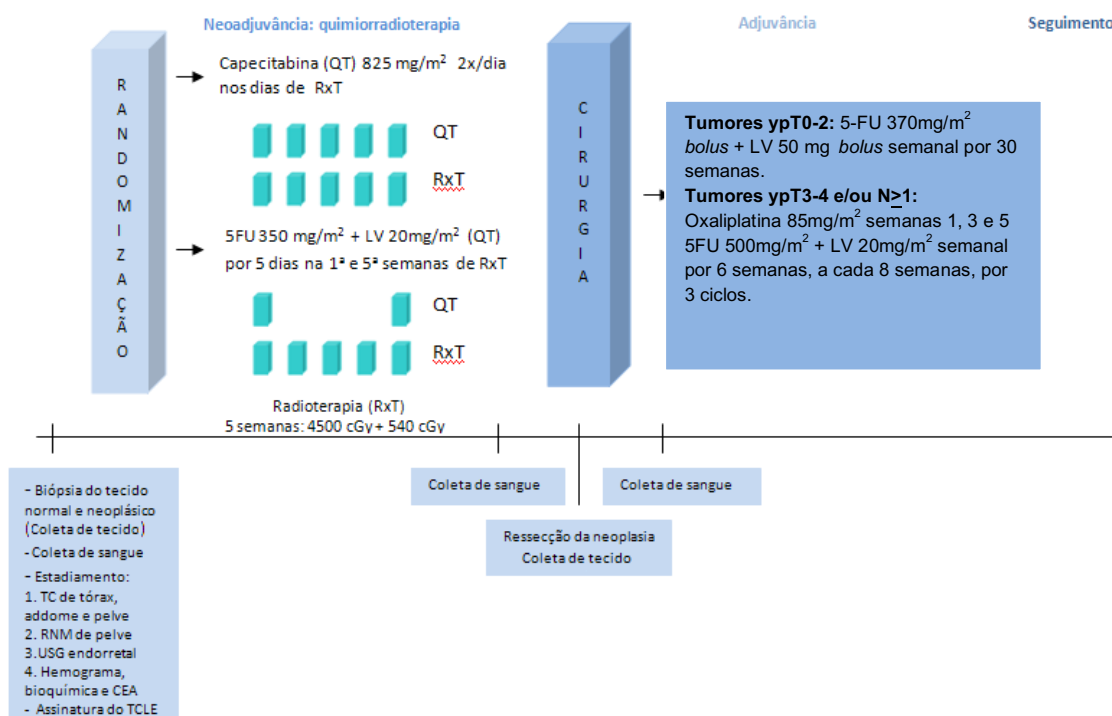 Neoadjuvância: quimiorradioterapia
Adjuvância
Seguimento
R
A
N
D
O
M
I
Z
A
Ç
Ã
O
Capecitabina (QT) 825 mg/m² 2x/dia
nos dias de RxT
QT
RxT
5FU 350 mg/m² + LV 20mg/m² (QT)
por 5 dias na 1ª e 5ª semanas de RxT
QT
RxT
Radioterapia (RxT)
5 semanas: 4500 cGy + 540 cGy
C
I
R
U
R
G
I
A
Tumores ypT0-2: 5-FU 370mg/m²
bolus + LV 50 mg bolus semanal por 30
semanas.
Tumores ypT3-4 e/ou N≥1:
Oxaliplatina 85mg/m² semanas 1, 3 e 5
5FU 500mg/m² + LV 20mg/m² semanal
por 6 semanas, a cada 8 semanas, por
3 ciclos.
- Biópsia do tecido
normal e neoplásico
(Coleta de tecido)
- Coleta de sangue
- Estadiamento:
1. TC de tórax,
addome e pelve
2. RNM de pelve
3.USG endorretal
4. Hemograma,
bioquímica e CEA
- Assinatura do TCLE
Coleta de sangue
Ressecção da neoplasia
Coleta de tecido
Coleta de sangue